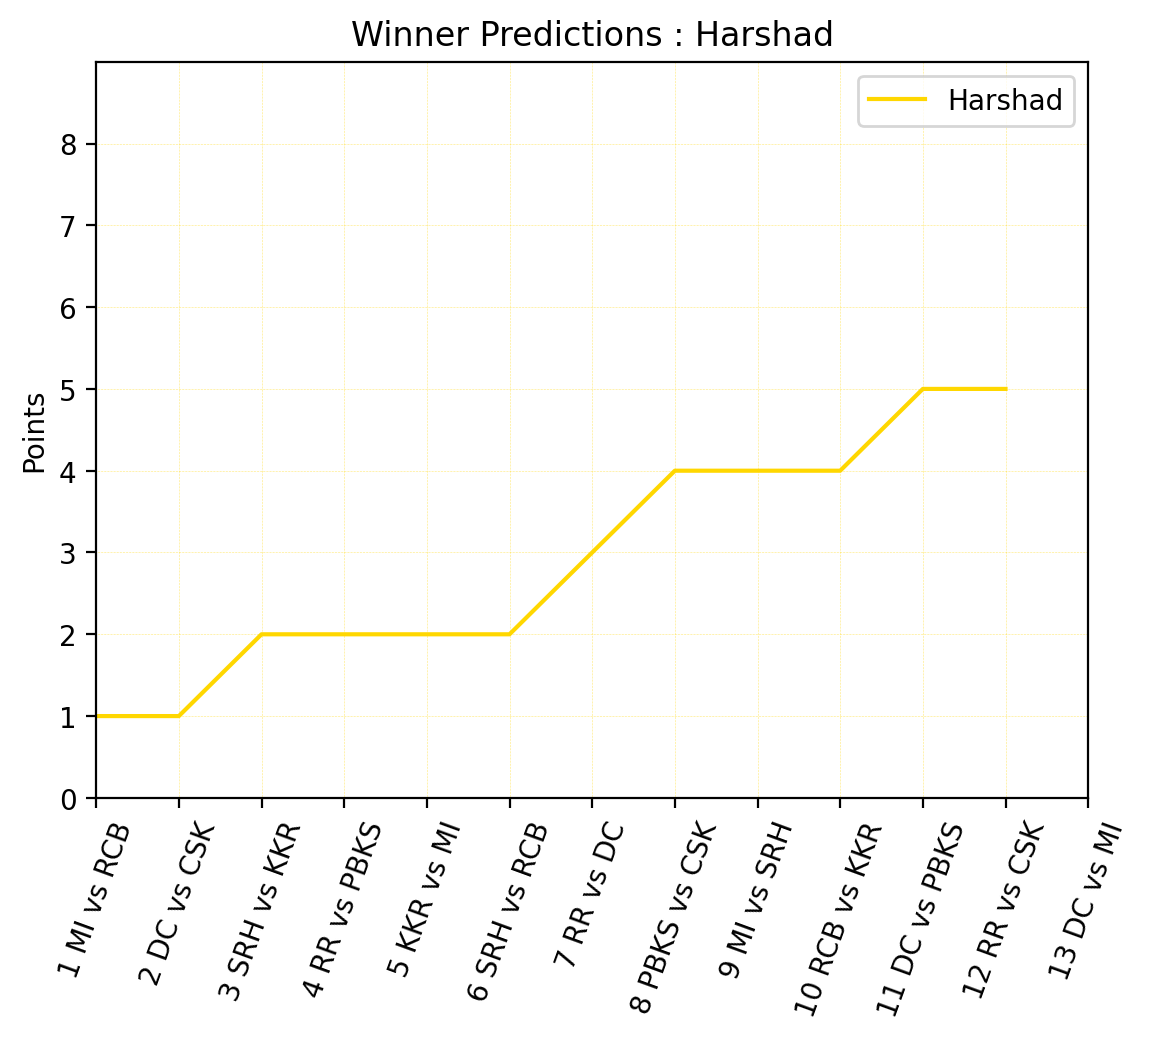 Winner Predictions : Harshad
Harshad
Points
8
7
6
5
4
3
2
1
0
1 MI vs RCB
2 DC vs CSK
3 SRH vs KKR
4 RR vs PBKS
5 KKR vs MI
6 SRH vs RCB
7 RR vs DC
8 PBKS vs CSK
9 MI vs SRH
10 RCB vs KKR
11 DC vs PBKS
12 RR vs CSK
13 DC vs MI